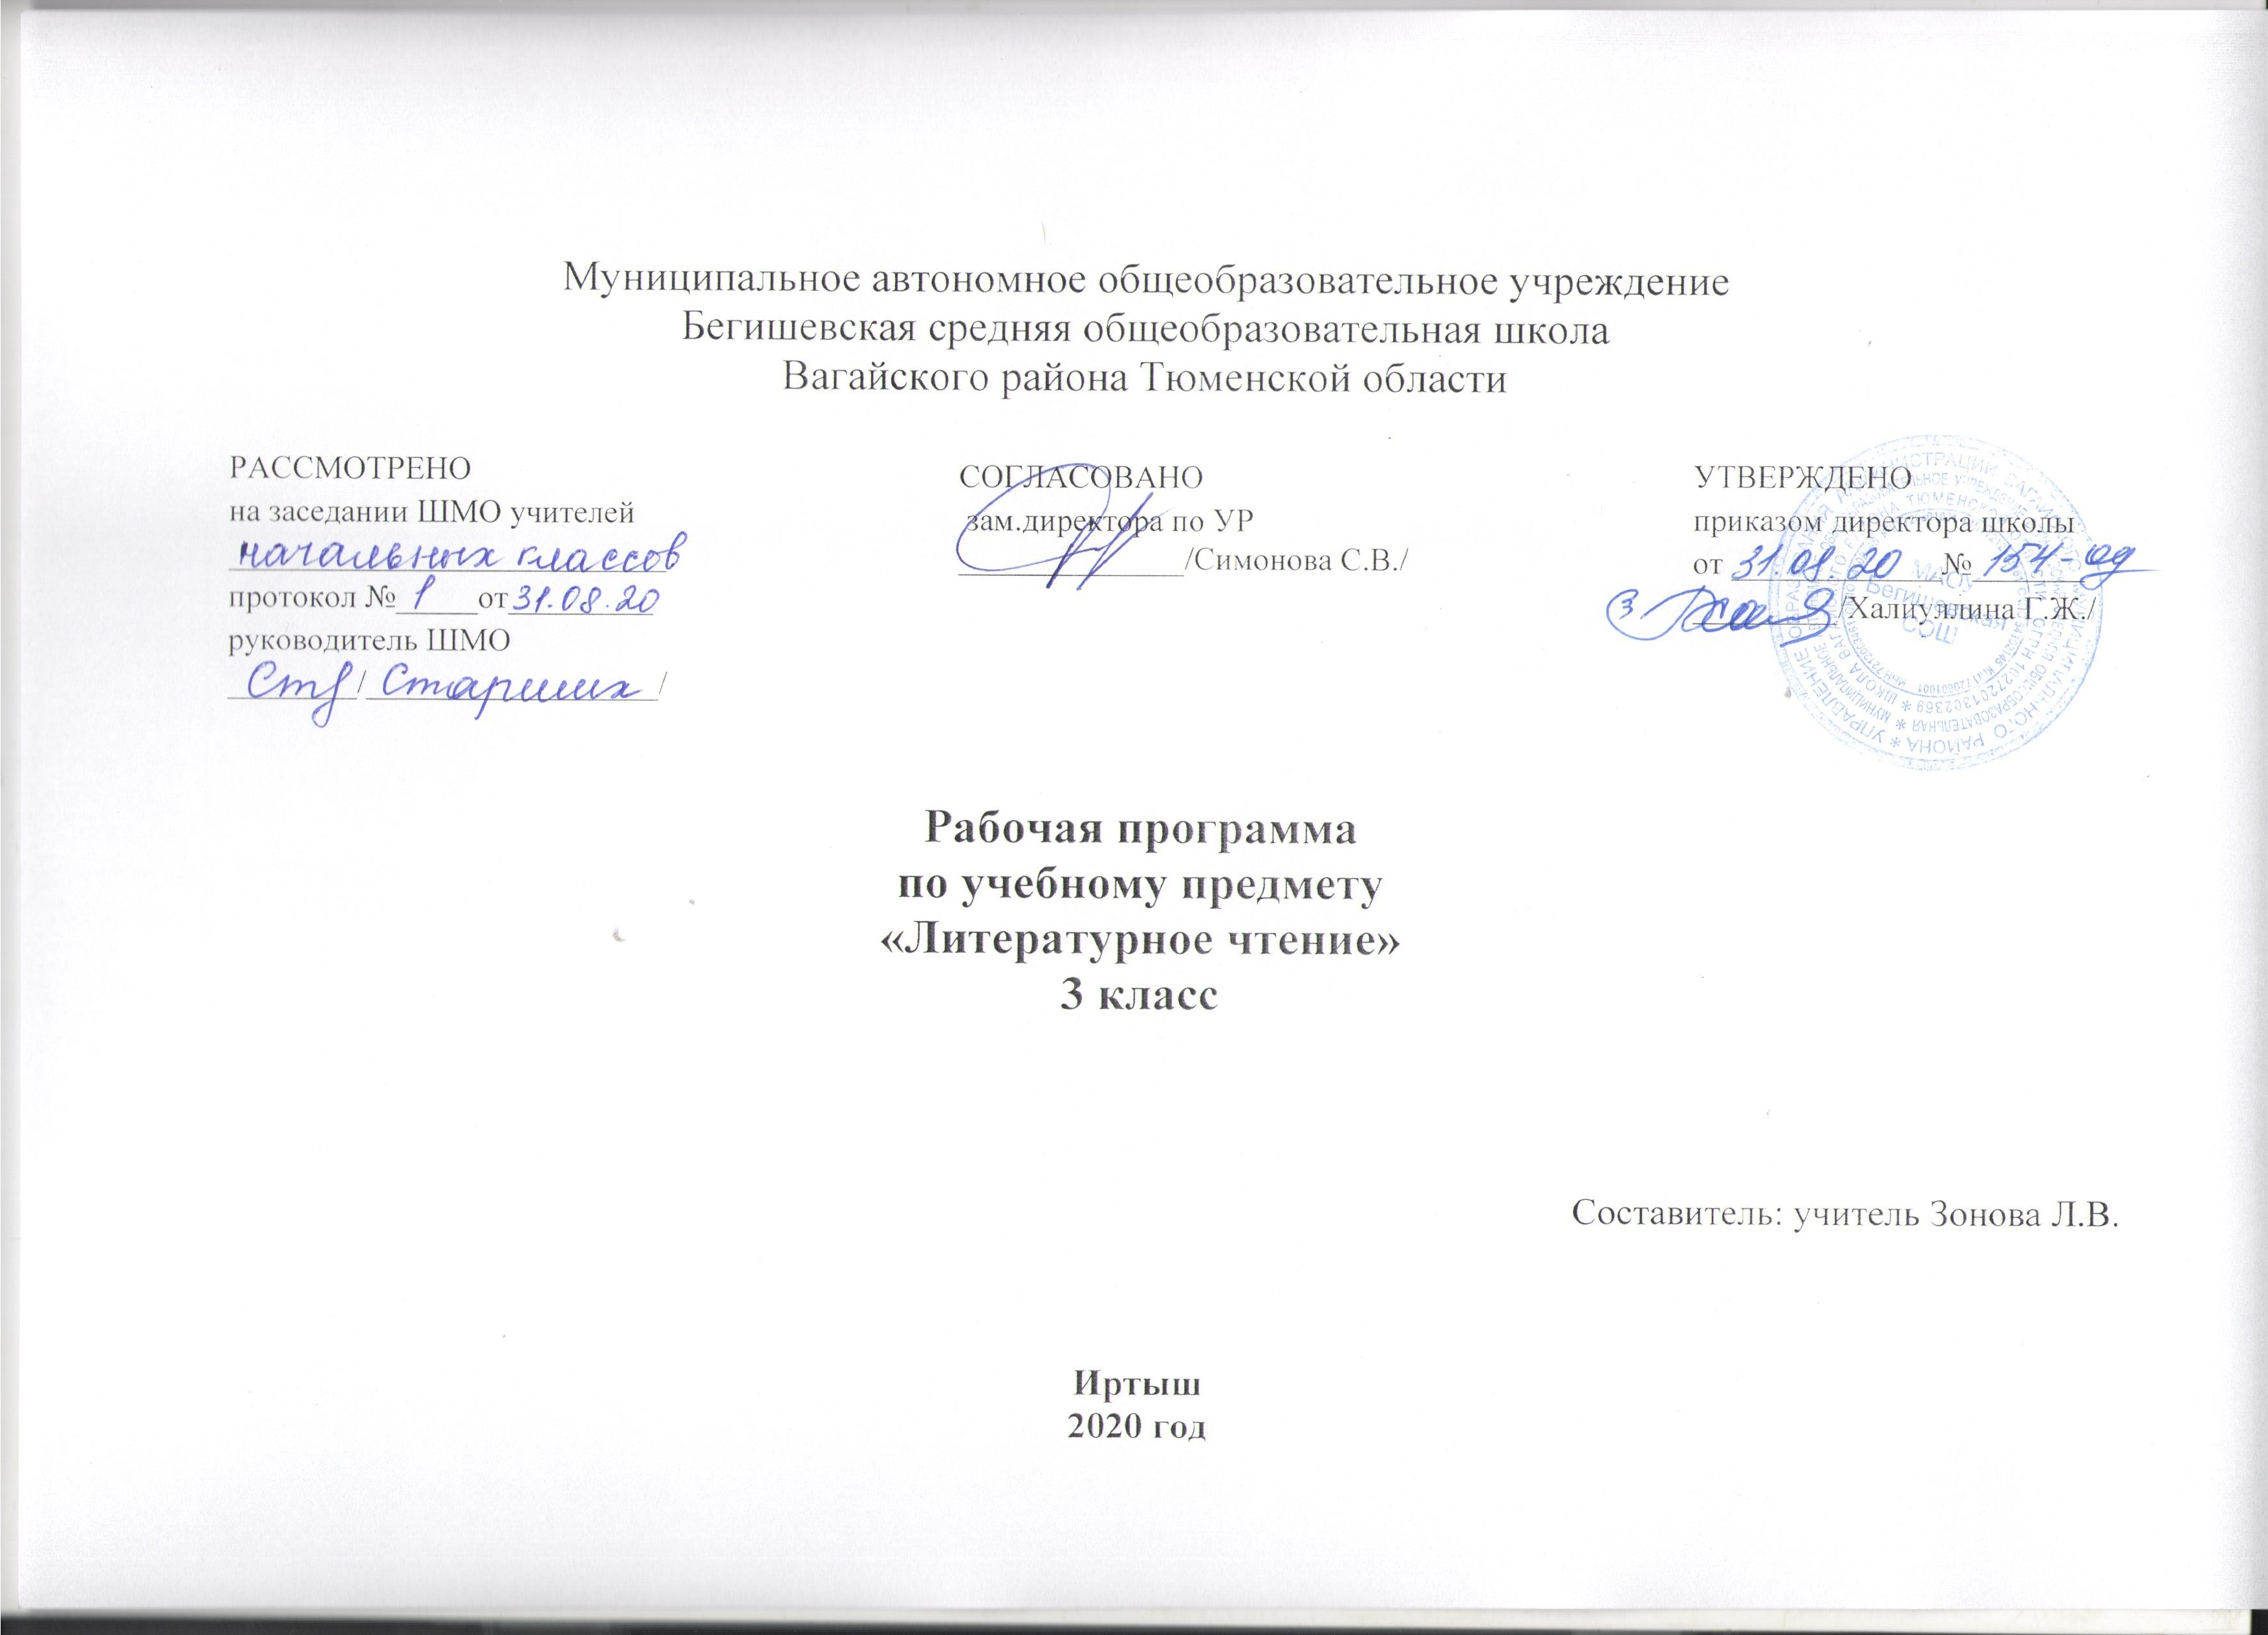 Муниципальное автономное общеобразовательное учреждение
Бегишевская средняя общеобразовательная школа
Вагайского района Тюменской области
РАССМОТРЕНО
на заседании ШМО учителей
начальных классов
протокол № 1 от 31.08.20
руководитель ШМО
/ Старших /
СОГЛАСОВАНО
зам.директора по УР
/Симонова С.В./
УТВЕРЖДЕНО
приказом директора школы
от 31.08.20 № 154-од
/Халиуллина Г.Ж./
МАОУ
Бегишевская
СОШ
Рабочая программа
по учебному предмету
«Литературное чтение»
3 класс
Составитель: учитель Зонова Л.В.
Иртыш
2020 год